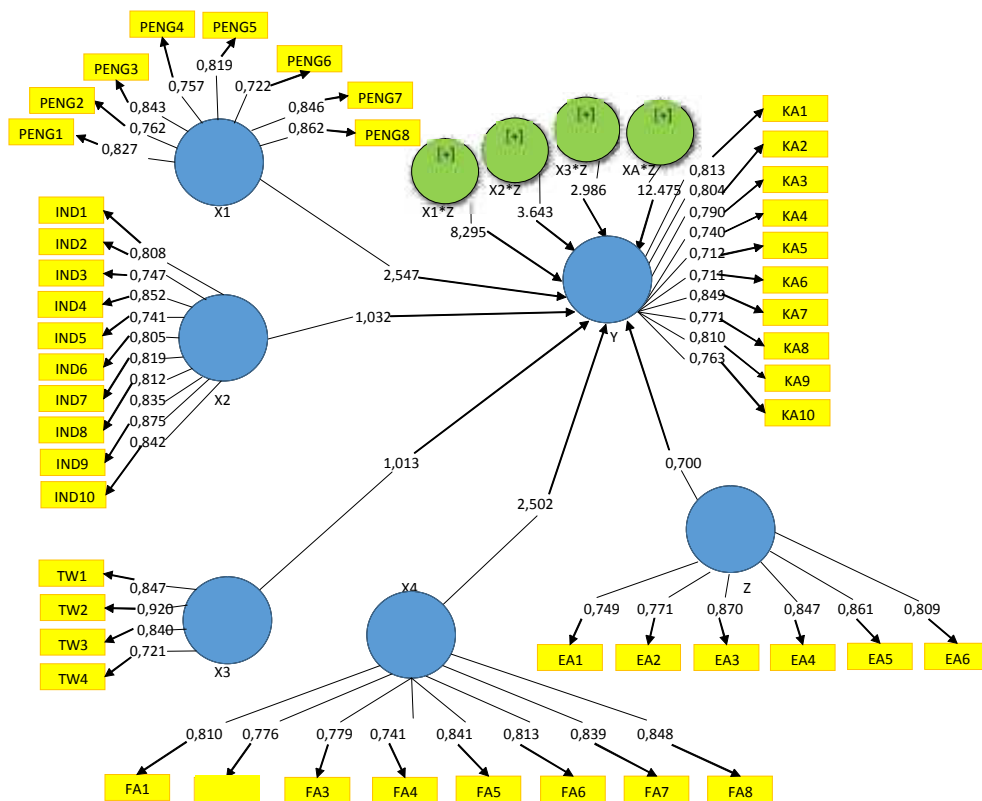 PENG4
PENG5
PENG3
PENG6
PENG2
PENG7
PENG1
PENG8
0,827
0,762
0,843
0,757
0,819
0,722
0,846
0,862
X1
[+]
[+]
[+]
[+]
X1*Z
X2*Z
X3*Z
XA*Z
8,295
3.643
2.986
12.475
KA1
KA2
KA3
KA4
KA5
KA6
KA7
KA8
KA9
KA10
0,813
0,804
0,790
0,740
0,712
0,711
0,849
0,771
0,810
0,763
Y
IND1
IND2
IND3
IND4
IND5
IND6
IND7
IND8
IND9
IND10
0,808
0,747
0,852
0,741
0,805
0,819
0,812
0,835
0,875
0,842
X2
2,547
1,032
1,013
2,502
0,700
TW1
TW2
TW3
TW4
0,847
0,920
0,840
0,721
X3
X4
Z
0,749
0,771
0,870
0,847
0,861
0,809
EA1
EA2
EA3
EA4
EA5
EA6
0,810
0,776
0,779
0,741
0,841
0,813
0,839
0,848
FA1
FA3
FA4
FA5
FA6
FA7
FA8